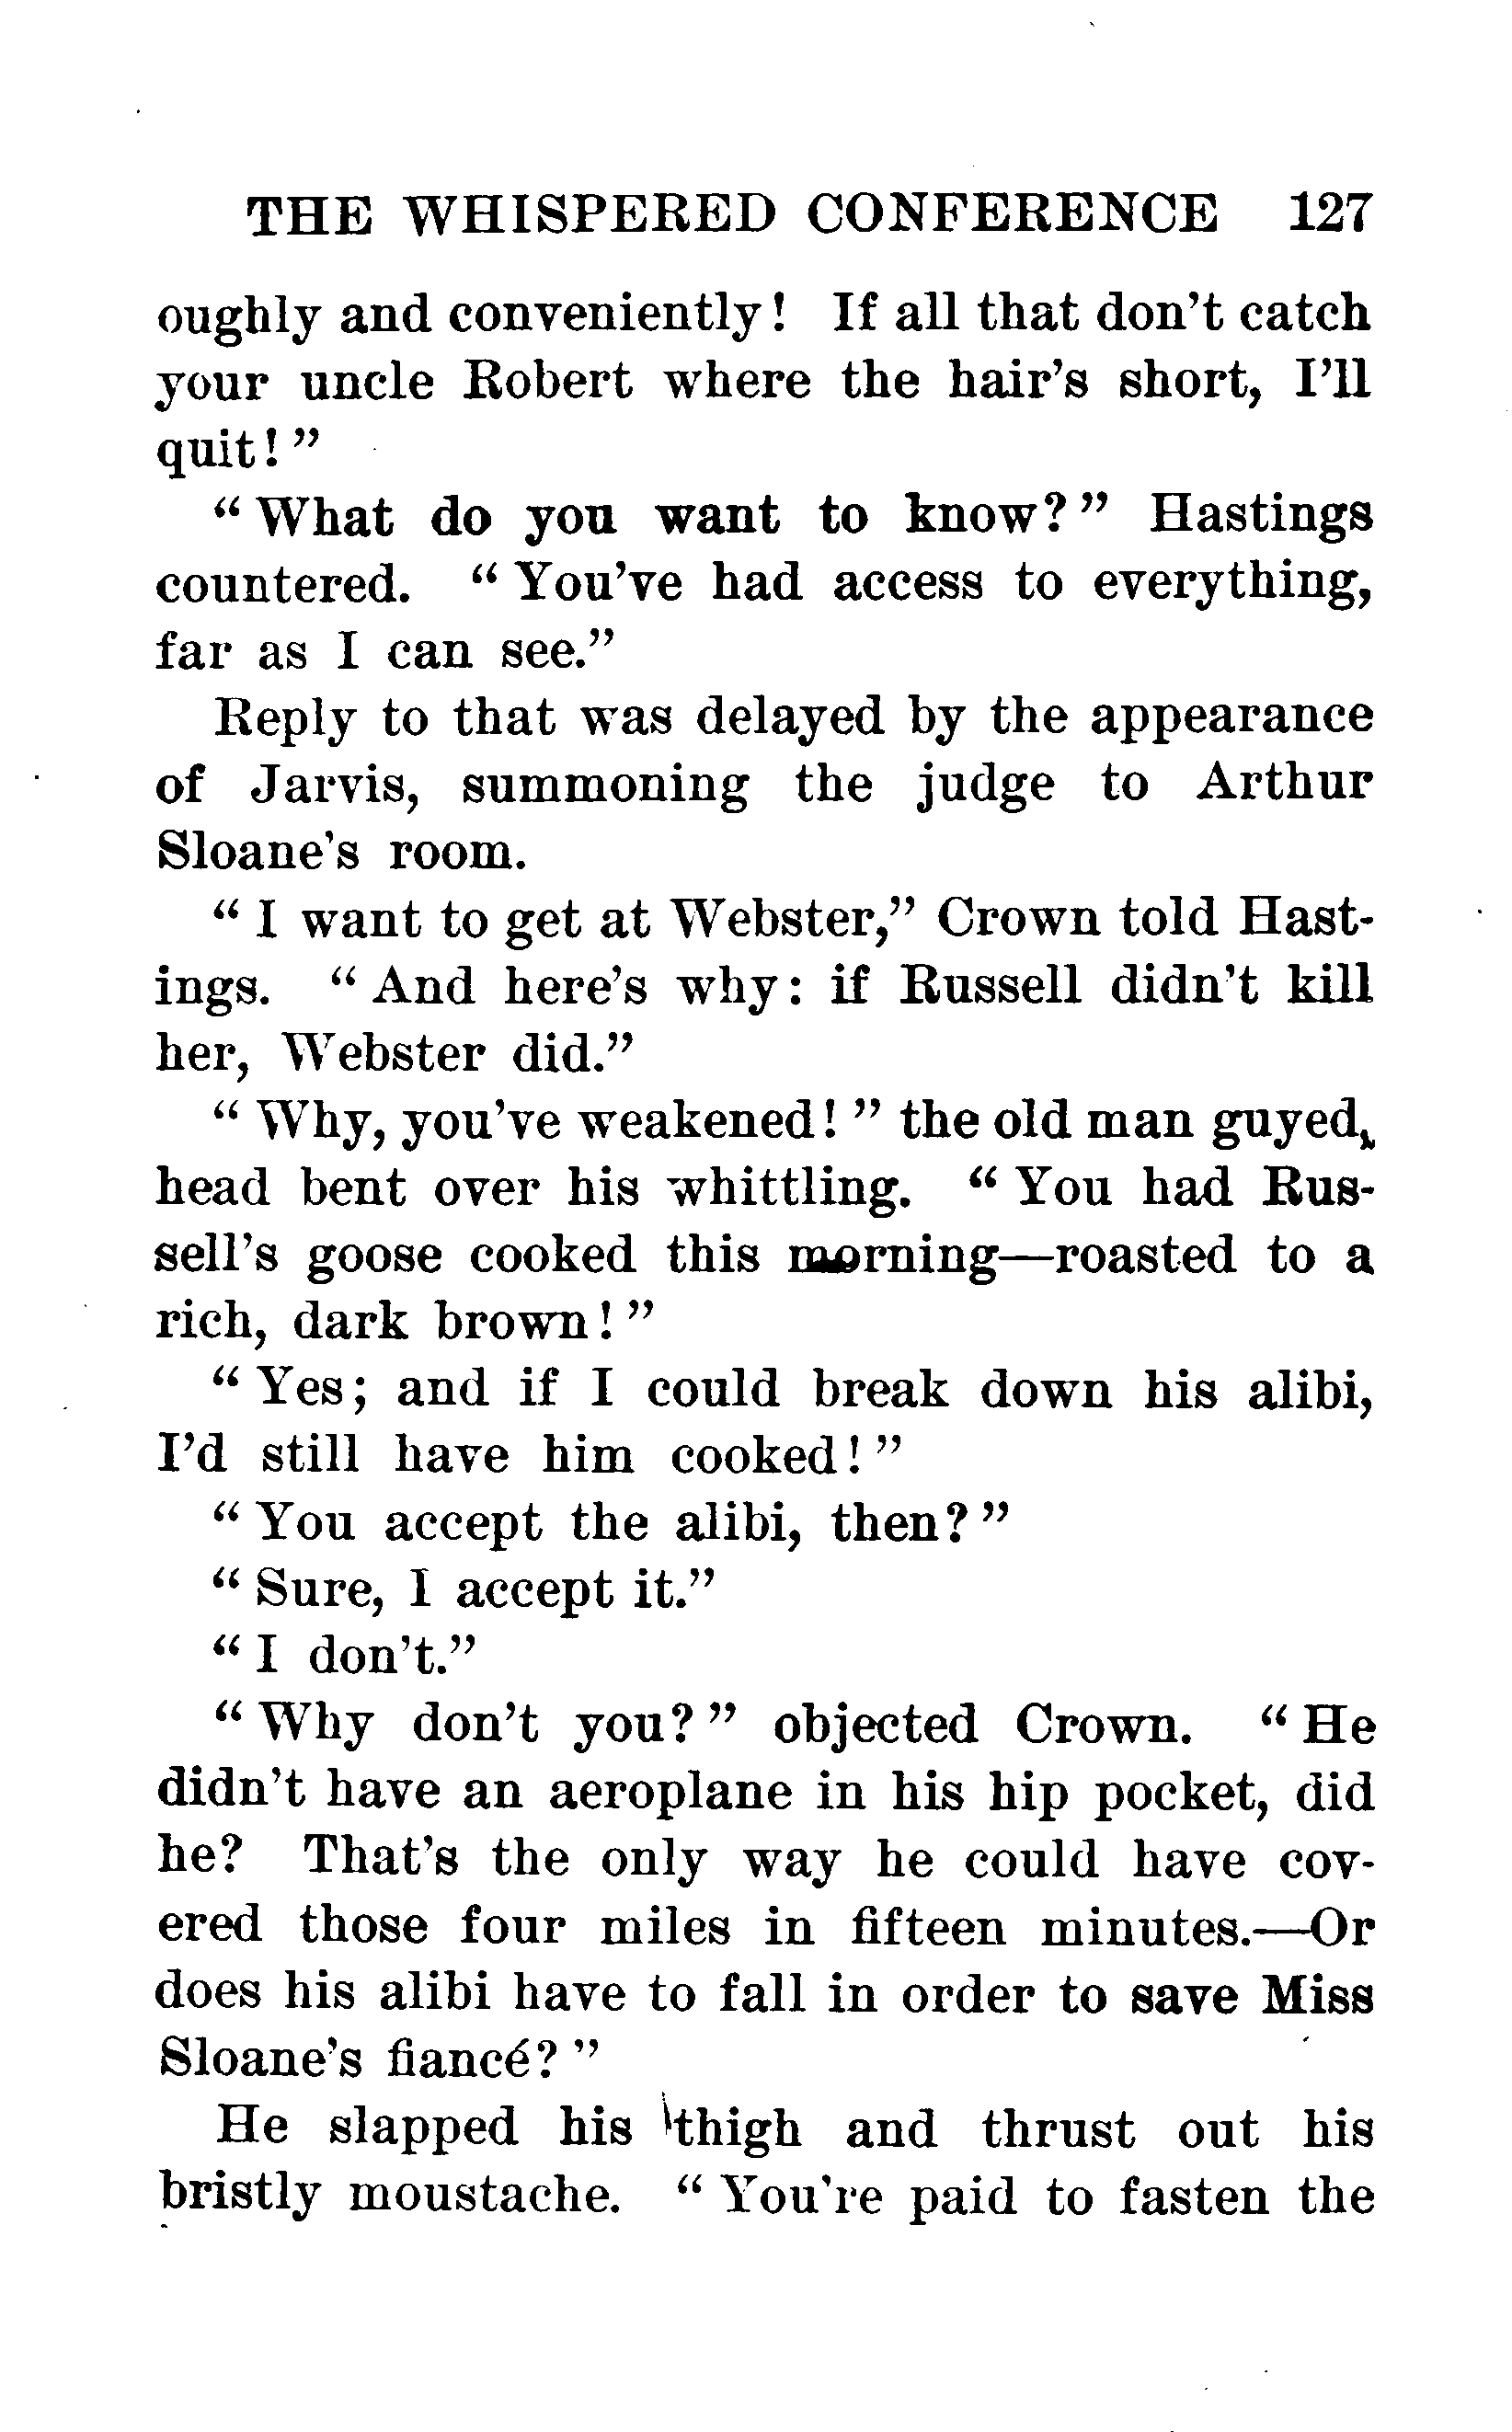 THE WHISPERED CONFERENCE 127
oughly and conveniently! If all that don't catch
your uncle Robert where the hair's short, I'll
quit!"
"What do you want to know?" Hastings
countered. "You've had access to everything,
far as I can see."
Reply to that was delayed by the appearance
of Jarvis, summoning the judge to Arthur
Sloane's room.
"I want to get at Webster," Crown told Hast-
ings. "And here's why: if Russell didn't kill
her, Webster did."
"Why, you've weakened!" the old man guyed,
head bent over his whittling. "You had Rus-
sell's goose cooked this morning—roasted to a
rich, dark brown!"
"Yes; and if I could break down his alibi,
I'd still have him cooked!"
"You accept the alibi, then?"
"Sure, I accept it."
"I don't."
"Why don't you?" objected Crown. "He
didn't have an aeroplane in his hip pocket, did
he? That's the only way he could have cov-
ered those four miles in fifteen minutes.—Or
does his alibi have to fall in order to save Miss
Sloane's fiancé?"
He slapped his thigh and thrust out his
bristly moustache. "You're paid to fasten the